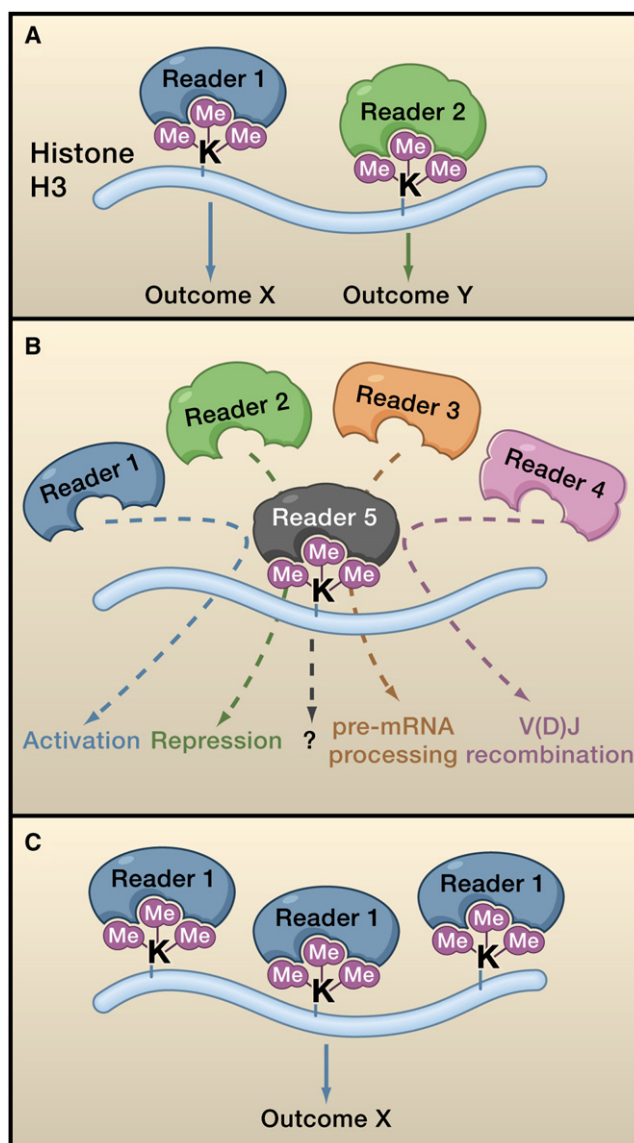 A
Reader 1
Me
Me
Me
K
Reader 2
Me
Me
Me
K
Histone
H3
Outcome X
Outcome Y
B
Reader 1
Reader 2
Reader 3
Reader 4
Reader 5
Me
Me
Me
K
Activation
Repression
?
pre-mRNA
processing
V(D)J
recombination
C
Reader 1
Me
Me
Me
K
Reader 1
Me
Me
Me
K
Reader 1
Me
Me
Me
K
Outcome X